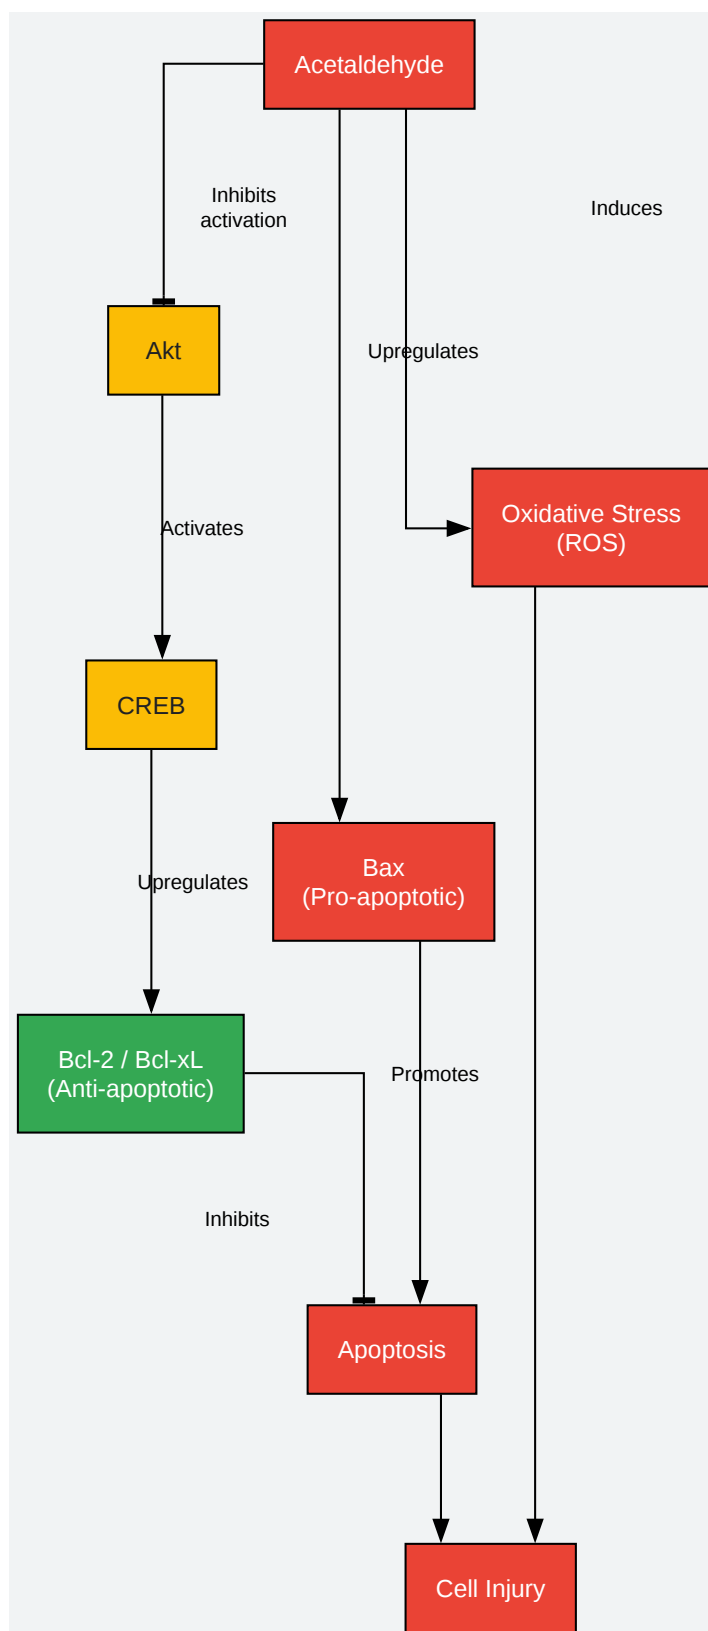 Acetaldehyde
Inhibits
activation
Induces
Akt
Upregulates
Activates
Oxidative Stress
(ROS)
CREB
Bax
(Pro-apoptotic)
Upregulates
Bcl-2 / Bcl-xL
(Anti-apoptotic)
Promotes
Inhibits
Apoptosis
Cell Injury